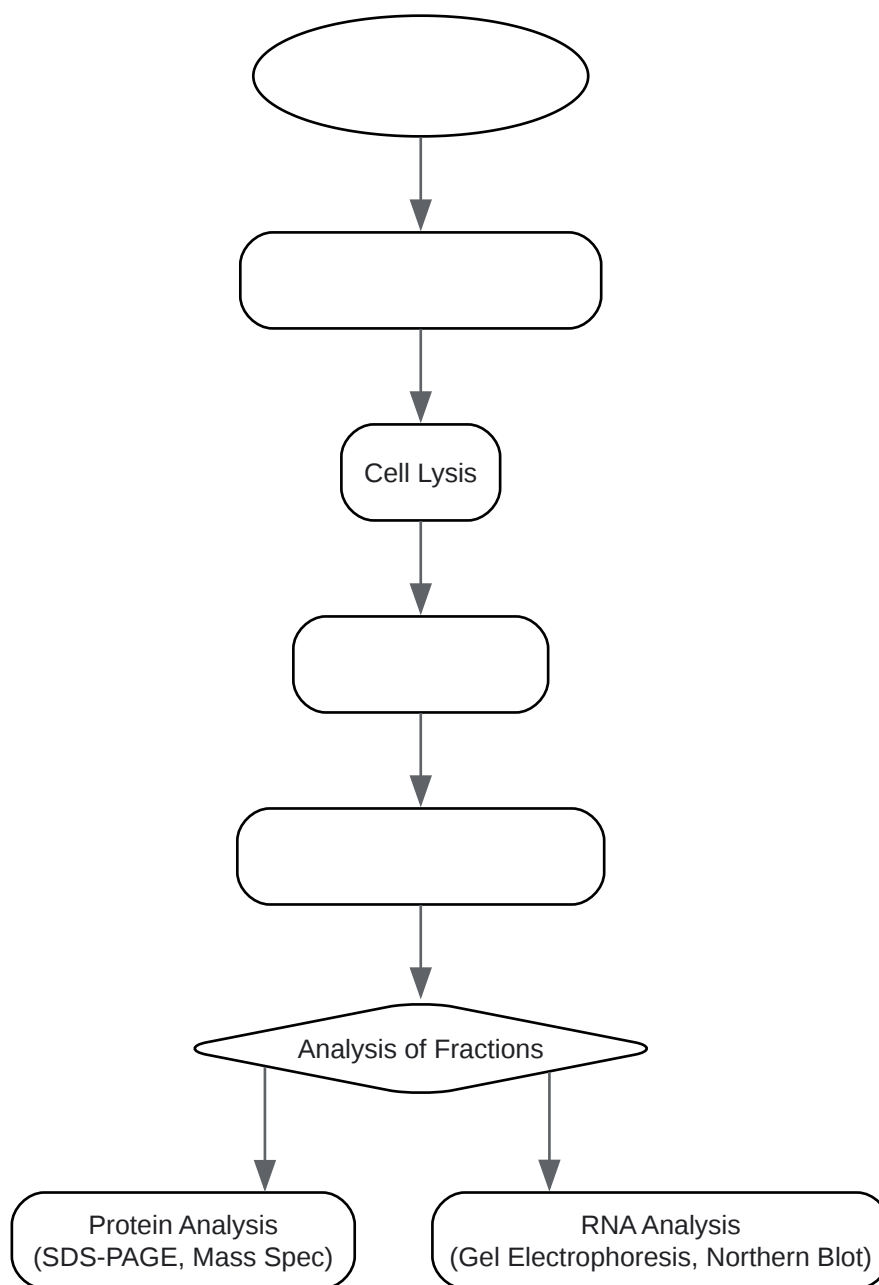 Cell Lysis
Analysis of Fractions
Protein Analysis
(SDS-PAGE, Mass Spec)
RNA Analysis
(Gel Electrophoresis, Northern Blot)